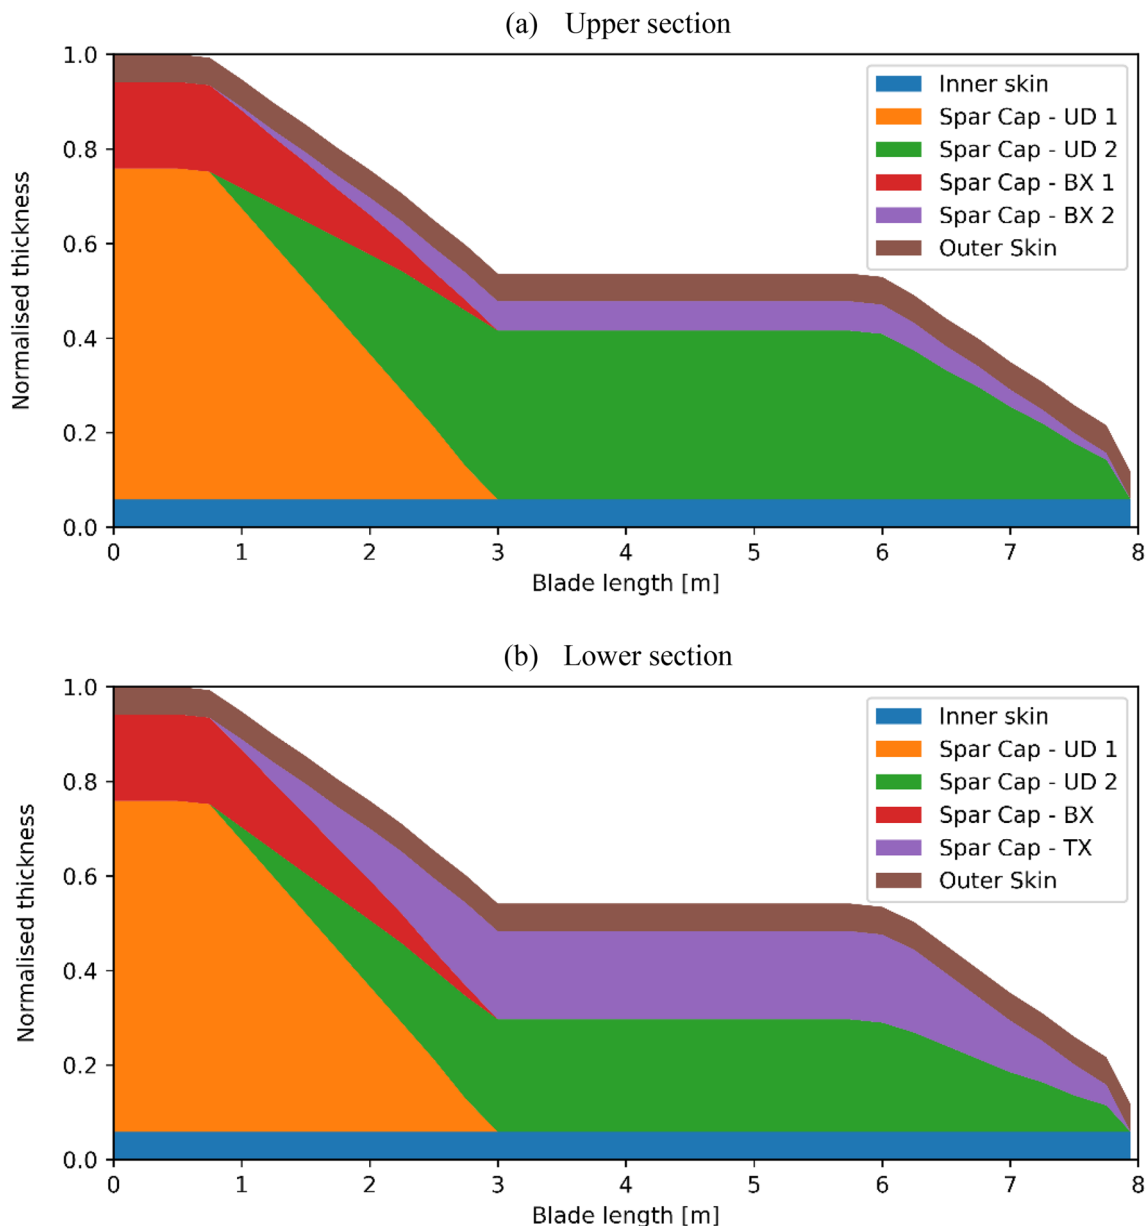 (a) Upper section
1.0
0.8
0.6
0.4
0.2
0.0
Normalised thickness
Inner skin
Spar Cap - UD 1
Spar Cap - UD 2
Spar Cap - BX 1
Spar Cap - BX 2
Outer Skin
0 1 2 3 4 5 6 7 8
Blade length [m]
(b) Lower section
1.0
0.8
0.6
0.4
0.2
0.0
Normalised thickness
Inner skin
Spar Cap - UD 1
Spar Cap - UD 2
Spar Cap - BX
Spar Cap - TX
Outer Skin
0 1 2 3 4 5 6 7 8
Blade length [m]